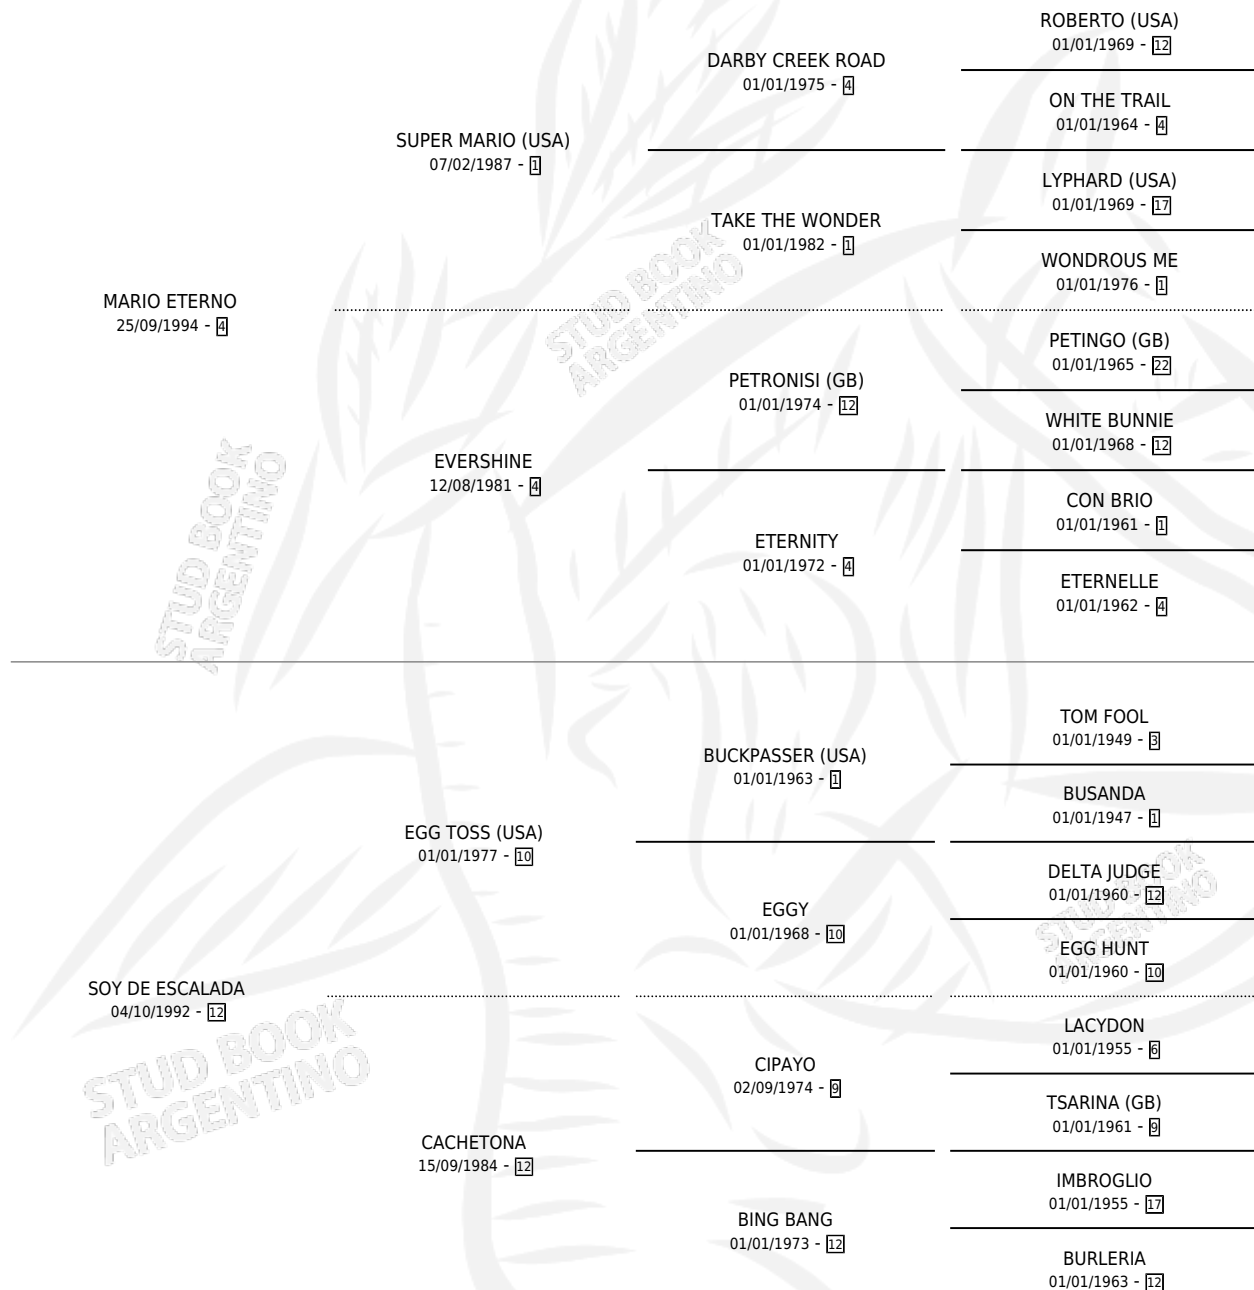 ROBERTO (USA)
01/01/1969 - 12
DARBY CREEK ROAD
01/01/1975 - 4
ON THE TRAIL
01/01/1964 - 4
SUPER MARIO (USA)
07/02/1987 - 1
LYPHARD (USA)
01/01/1969 - 17
TAKE THE WONDER
01/01/1982 - 1
WONDROUS ME
01/01/1976 - 1
STUD BOOK
ARGENTINO
MARIO ETERNO
25/09/1994 - 4
PETINGO (GB)
01/01/1965 - 22
PETRONISI (GB)
01/01/1974 - 12
WHITE BUNNIE
01/01/1968 - 12
EVERSHINE
12/08/1981 - 4
CON BRIO
01/01/1961 - 1
ETERNITY
01/01/1972 - 4
ETERNELLE
01/01/1962 - 4
STUD BOOK
ARGENTINO
TOM FOOL
01/01/1949 - 3
BUCKPASSER (USA)
01/01/1963 - 1
BUSANDA
01/01/1947 - 1
EGG TOSS (USA)
01/01/1977 - 10
DELTA JUDGE
01/01/1960 - 12
EGGY
01/01/1968 - 10
EGG HUNT
01/01/1960 - 10
STUD BOOK
ARGENTINO
SOY DE ESCALADA
04/10/1992 - 12
LACYDON
01/01/1955 - 6
CIPAYO
02/09/1974 - 9
TSARINA (GB)
01/01/1961 - 9
STUD BOOK
ARGENTINO
CACHETONA
15/09/1984 - 12
IMBROGLIO
01/01/1955 - 17
BING BANG
01/01/1973 - 12
BURLERIA
01/01/1963 - 12